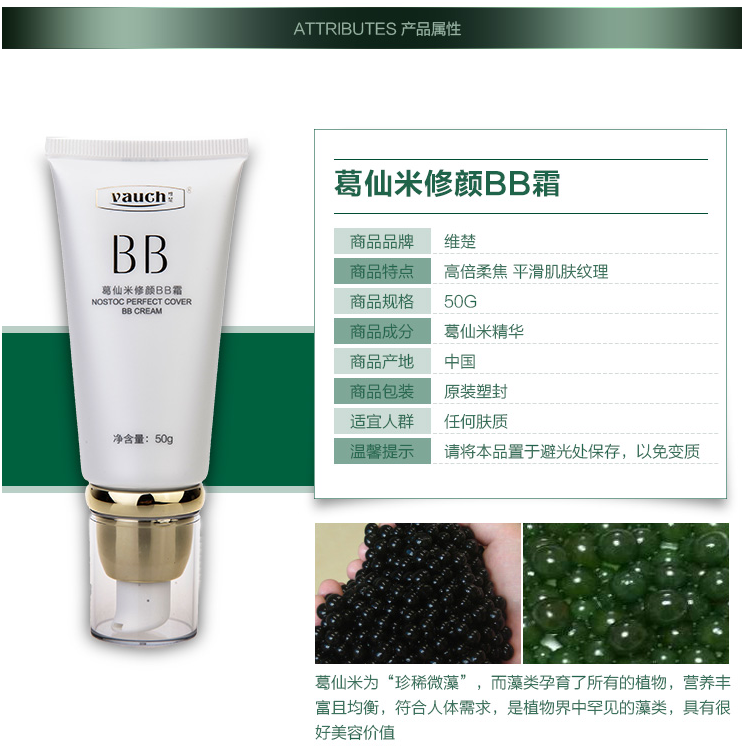 ATTRIBUTES 产品属性
vauch 维楚
®
BB
葛仙米修颜BB霜
NOSTOC PERFECT COVER
BB CREAM
净含量：50g
葛仙米修颜BB霜
商品品牌 维楚
商品特点 高倍柔焦 平滑肌肤纹理
商品规格 50G
商品成分 葛仙米精华
商品产地 中国
商品包装 原装塑封
适宜人群 任何肤质
温馨提示 请将本品置于避光处保存，以免变质
葛仙米为“珍稀微藻”，而藻类孕育了所有的植物，营养丰
富且均衡，符合人体需求，是植物界中罕见的藻类，具有很
好美容价值